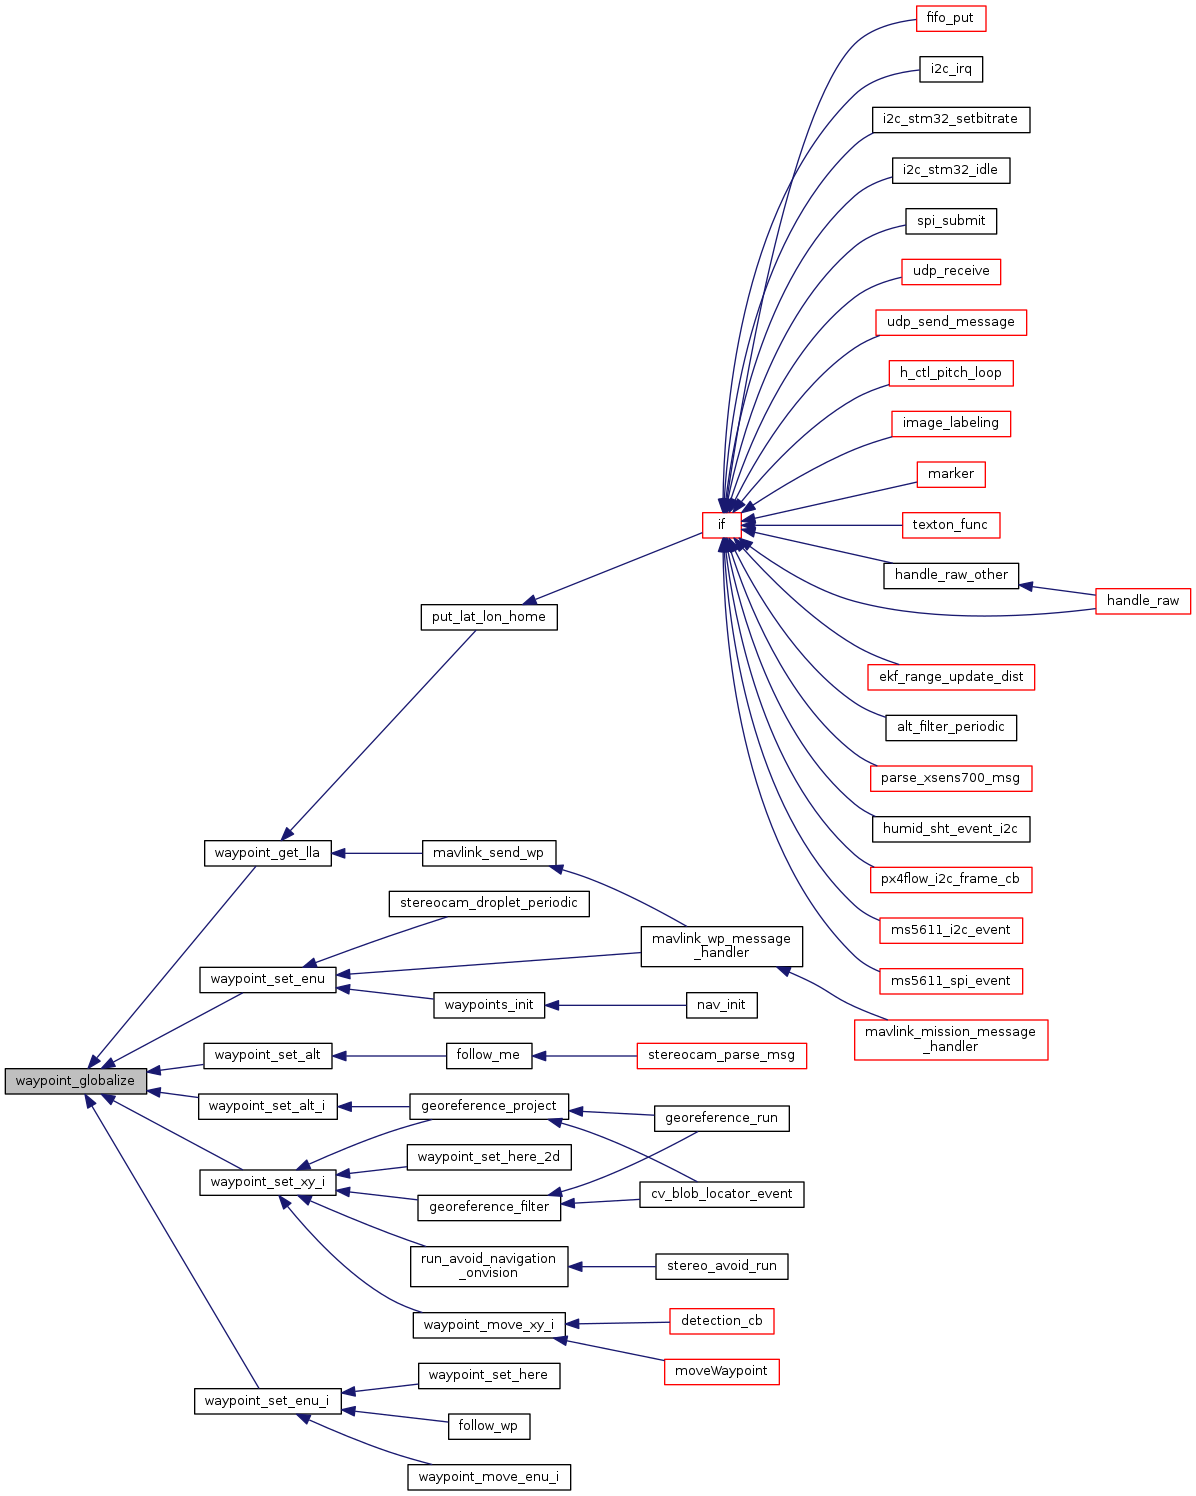 fifo_put
i2c_irq
i2c_stm32_setbitrate
i2c_stm32_idle
spi_submit
udp_receive
udp_send_message
h_ctl_pitch_loop
image_labeling
marker
if
texton_func
handle_raw_other
handle_raw
put_lat_lon_home
ekf_range_update_dist
alt_filter_periodic
parse_xsens700_msg
humid_sht_event_i2c
waypoint_get_lla
mavlink_send_wp
px4flow_i2c_frame_cb
stereocam_droplet_periodic
ms5611_i2c_event
mavlink_wp_message
_handler
waypoint_set_enu
ms5611_spi_event
waypoints_init
nav_init
mavlink_mission_message
_handler
waypoint_set_alt
follow_me
stereocam_parse_msg
waypoint_globalize
waypoint_set_alt_i
georeference_project
georeference_run
waypoint_set_here_2d
waypoint_set_xy_i
cv_blob_locator_event
georeference_filter
run_avoid_navigation
_onvision
stereo_avoid_run
waypoint_move_xy_i
detection_cb
moveWaypoint
waypoint_set_here
waypoint_set_enu_i
follow_wp
waypoint_move_enu_i